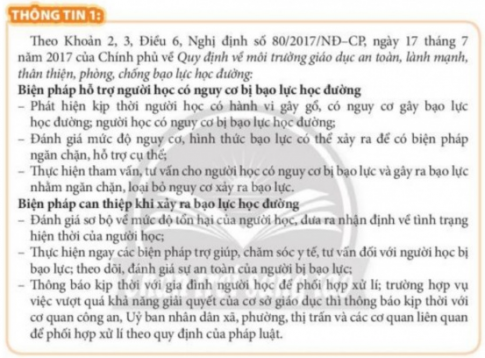 THÔNG TIN 1:
Theo Khoản 2, 3, Điều 6, Nghị định số 80/2017/NĐ–CP, ngày 17 tháng 7
năm 2017 của Chính phủ về Quy định về môi trường giáo dục an toàn, lành mạnh,
thân thiện, phòng, chống bạo lực học đường:
Biện pháp hỗ trợ người học có nguy cơ bị bạo lực học đường
– Phát hiện kịp thời người học có hành vi gây gổ, có nguy cơ gây bạo lực
học đường; người học có nguy cơ bị bạo lực học đường;
– Đánh giá mức độ nguy cơ, hình thức bạo lực có thể xảy ra để có biện pháp
ngăn chặn, hỗ trợ cụ thể;
– Thực hiện tham vấn, tư vấn cho người học có nguy cơ bị bạo lực và gây ra bạo lực
nhằm ngăn chặn, loại bỏ nguy cơ xảy ra bạo lực.
Biện pháp can thiệp khi xảy ra bạo lực học đường
– Đánh giá sơ bộ về mức độ tổn hại của người học, đưa ra nhận định về tình trạng
hiện thời của người học;
– Thực hiện ngay các biện pháp trợ giúp, chăm sóc y tế, tư vấn đối với người học bị
bạo lực; theo dõi, đánh giá sự an toàn của người bị bạo lực;
– Thông báo kịp thời với gia đình người học để phối hợp xử lí; trường hợp vụ
việc vượt quá khả năng giải quyết của cơ sở giáo dục thì thông báo kịp thời với
cơ quan công an, Uỷ ban nhân dân xã, phường, thị trấn và các cơ quan liên quan
để phối hợp xử lí theo quy định của pháp luật.